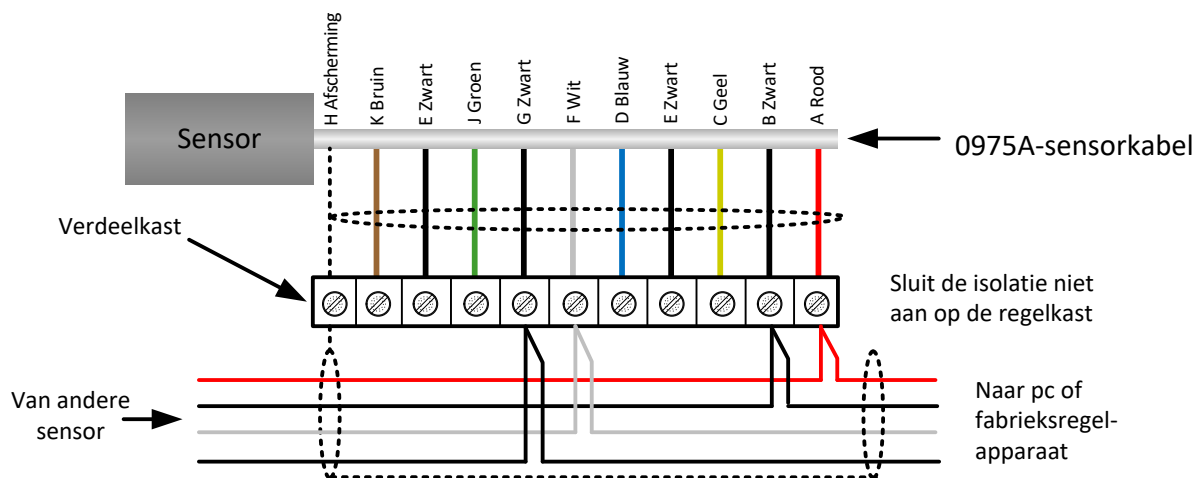 H Afscherming
K Bruin
E Zwart
J Groen
G Zwart
F Wit
D Blauw
E Zwart
C Geel
B Zwart
A Rood
Sensor
0975A-sensorkabel
Verdeelkast
Sluit de isolatie niet
aan op de regelkast
Van andere
sensor
Naar pc of
fabrieksregel-
apparaat